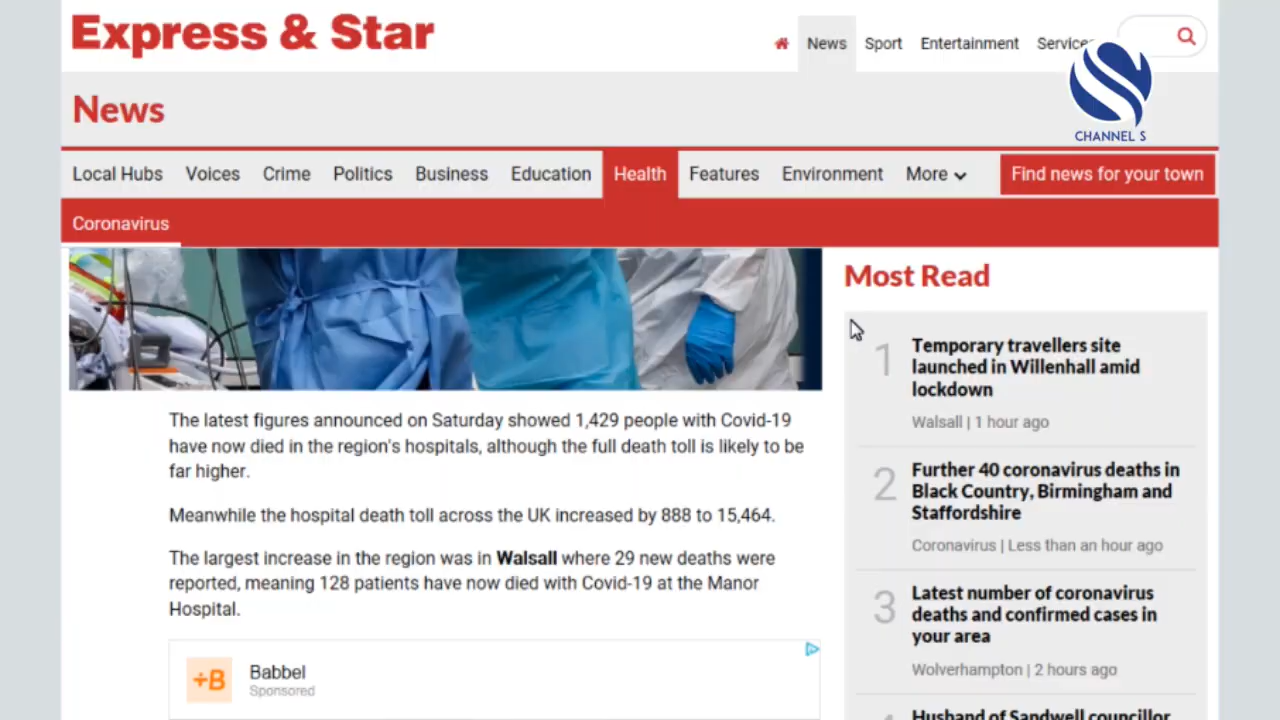 Express & Star
News
Sport
Entertainment
Services
CHANNEL S
News
Local Hubs
Voices
Crime
Politics
Business
Education
Health
Features
Environment
More
Find news for your town
Coronavirus
The latest figures announced on Saturday showed 1,429 people with Covid-19
have now died in the region's hospitals, although the full death toll is likely to be
far higher.
Meanwhile the hospital death toll across the UK increased by 888 to 15,464.
The largest increase in the region was in Walsall where 29 new deaths were
reported, meaning 128 patients have now died with Covid-19 at the Manor
Hospital.
÷B
Babbel
Sponsored
Most Read
1
Temporary travellers site
launched in Willenhall amid
lockdown
Walsall | 1 hour ago
2
Further 40 coronavirus deaths in
Black Country, Birmingham and
Staffordshire
Coronavirus | Less than an hour ago
3
Latest number of coronavirus
deaths and confirmed cases in
your area
Wolverhampton | 2 hours ago
Husband of Sandwell councillor